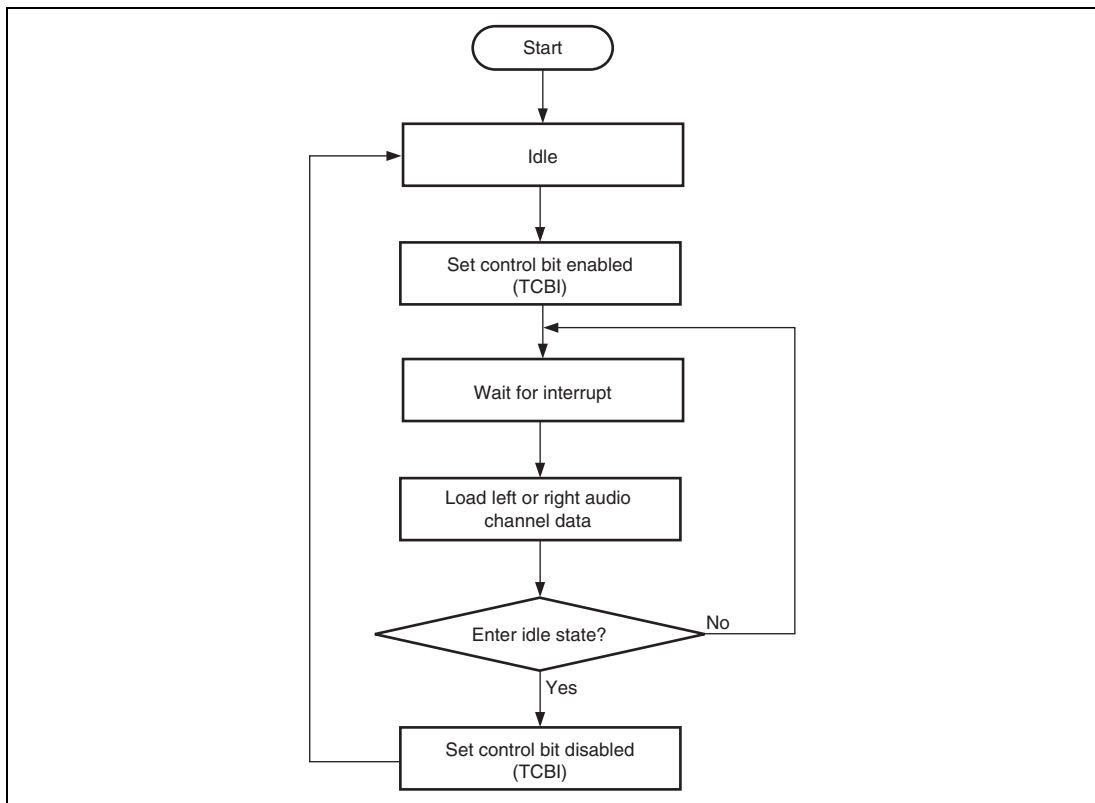 Start
Idle
Set control bit enabled
(TCBI)
Wait for interrupt
Load left or right audio
channel data
Enter idle state?
No
Yes
Set control bit disabled
(TCBI)